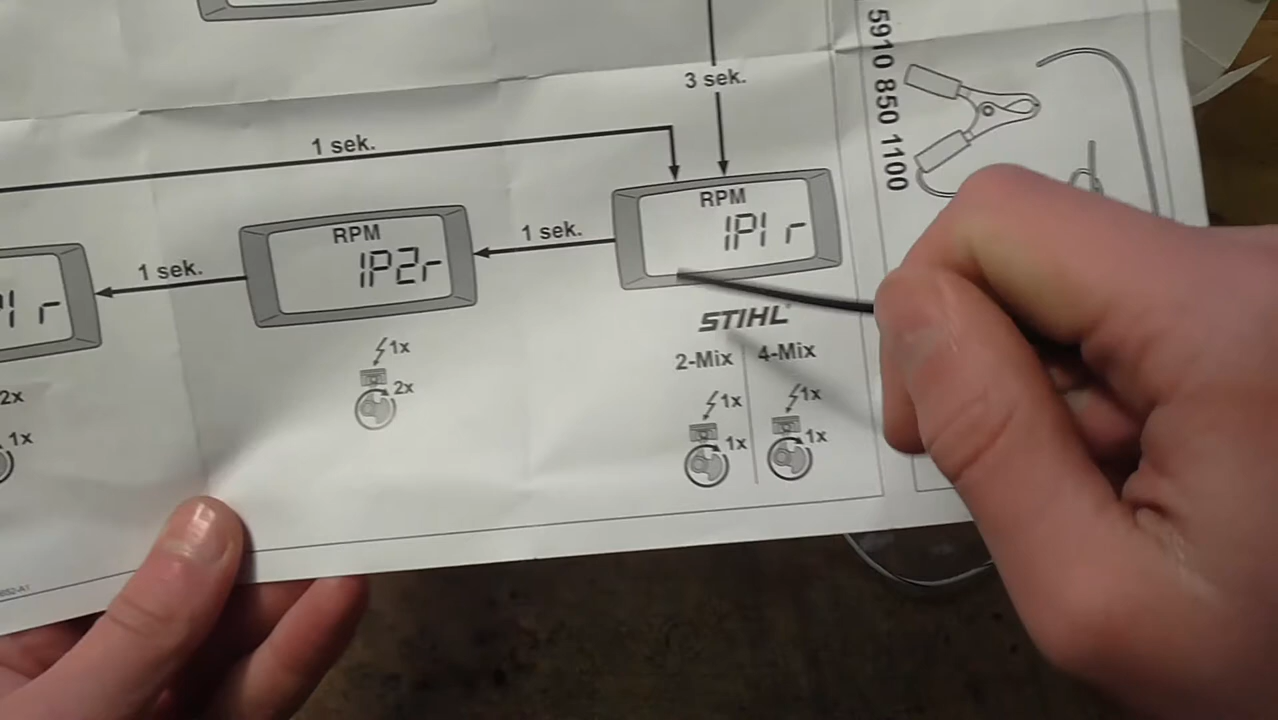 3 sek.
5910 850 1100
1 sek.
RPM
1P1 r
1 sek.
RPM
1P2r
1 sek.
1 r
STIHL
2-Mix
4-Mix
1x
1x
1x
1x
1x
2x
2x
1x